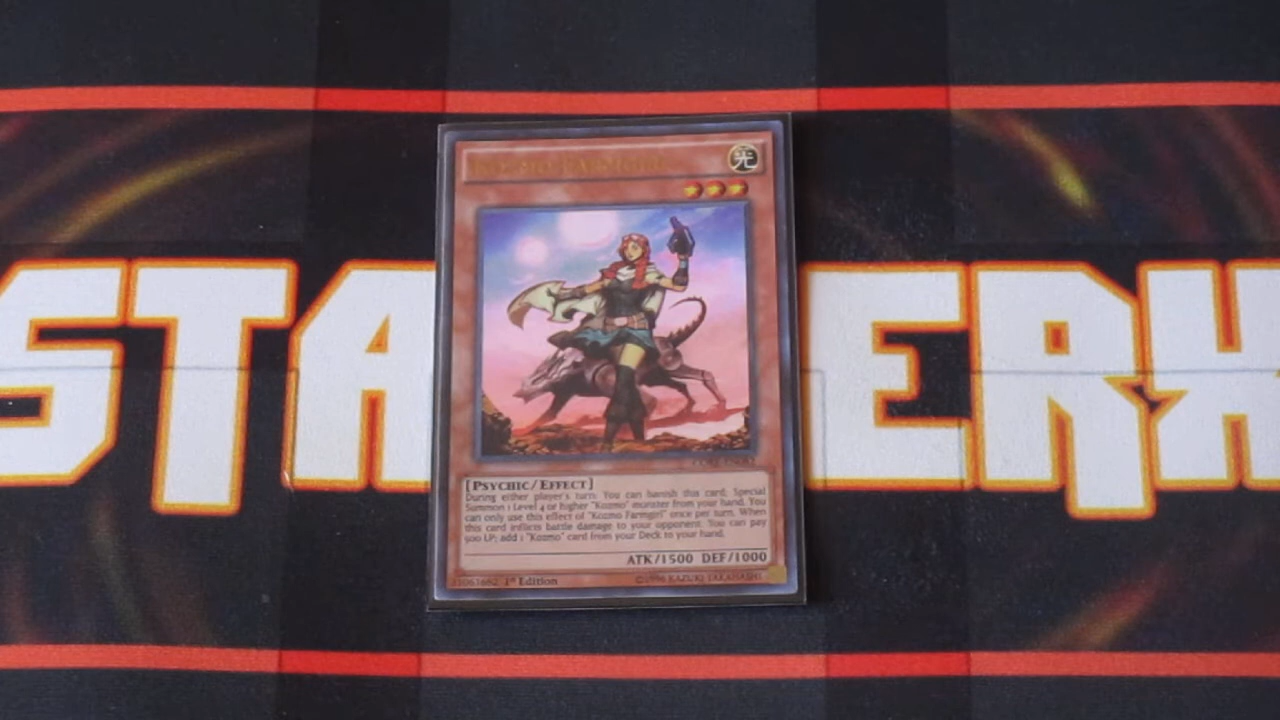 Kozmo Farmgirl
光
STA
ERK
CORE-EN082
[PSYCHIC/EFFECT]
During either player's turn: You can banish this card; Special
Summon 1 Level 4 or higher "Kozmo" monster from your hand. You
can only use this effect of "Kozmo Farmgirl" once per turn. When
this card inflicts battle damage to your opponent: You can pay
500 LP; add 1 "Kozmo" card from your Deck to your hand.
ATK/1500 DEF/1000
1st Edition
©1996 KAZUKI TAKAHASHI